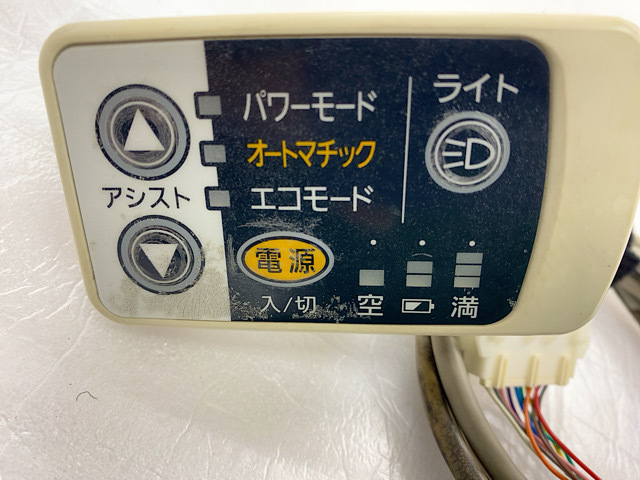 パワーモード
オートマチック
エコモード
アシスト
ライト
電源
入/切
空
満